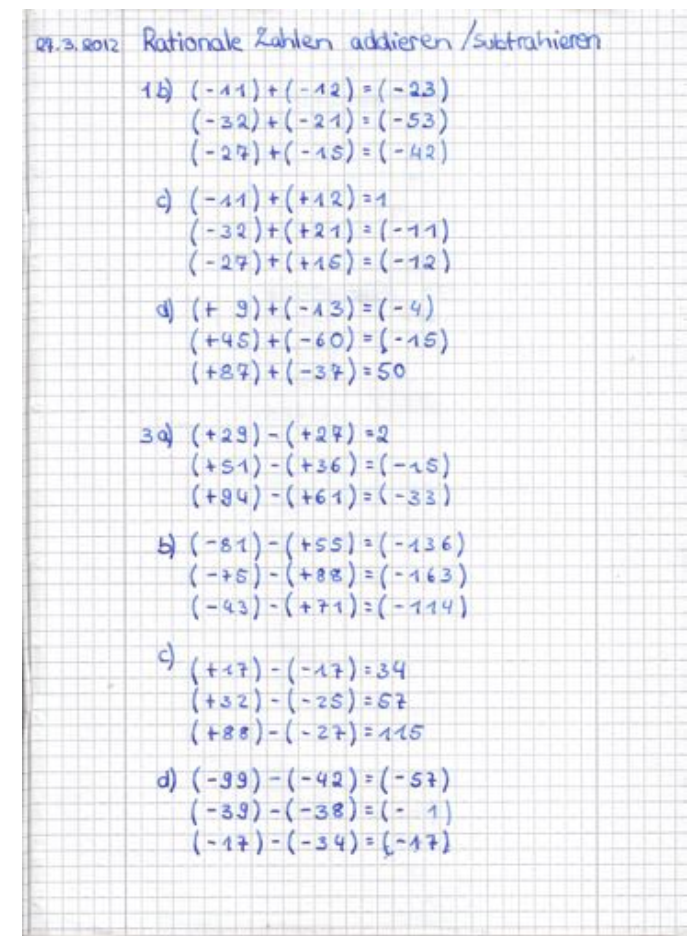 27.3.2012 Rationale Zahlen addieren /subtrahieren
1b) (-11)+(-12)=(-23)
(-32)+(-21)=(-53)
(-27)+(-15)=(-42)
c) (-11)+(+12)=1
(-32)+(+21)=(-11)
(-27)+(+15)=(-12)
d) (+ 9)+(-13)=(-4)
(+45)+(-60)=(-15)
(+87)+(-37)=50
3a) (+29)-(+27)=2
(+51)-(+36)=(-15)
(+94)-(+61)=(-33)
b) (-81)-(+55)=(-136)
(-75)-(+88)=(-163)
(-43)-(+71)=(-114)
c) (+17)-(-17)=34
(+32)-(-25)=57
(+88)-(-27)=115
d) (-99)-(-42)=(-57)
(-39)-(-38)=(- 1)
(-17)-(-34)=(-17)